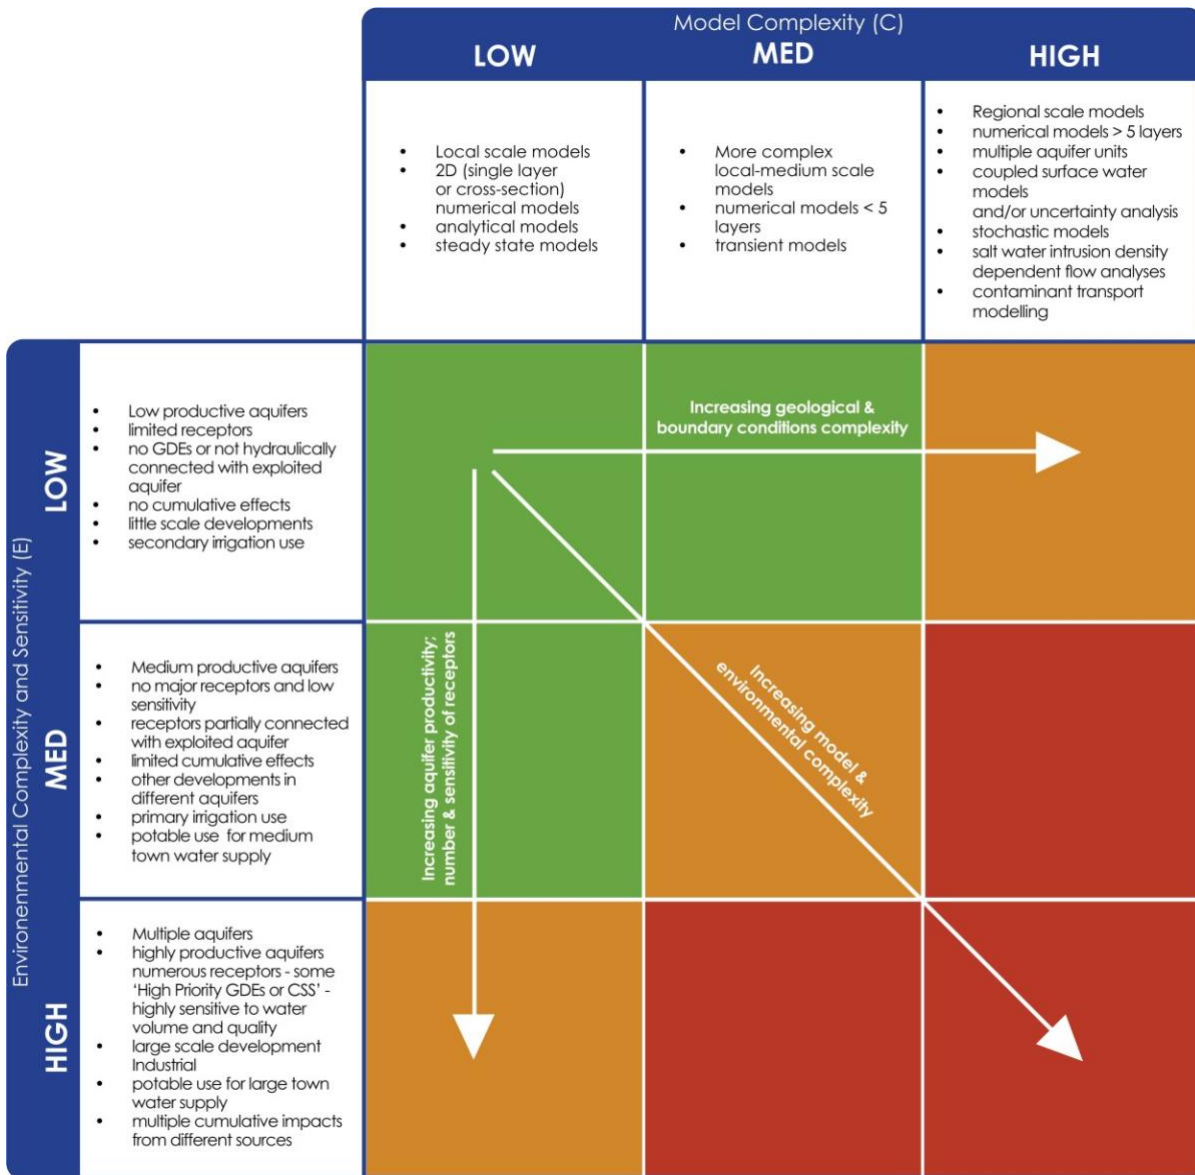 Model Complexity (C)
LOW
MED
HIGH
• Local scale models
• 2D (single layer
or cross-section)
numerical models
• analytical models
• steady state models
• More complex
local-medium scale
models
• numerical models < 5
layers
• transient models
• Regional scale models
• numerical models > 5 layers
• multiple aquifer units
• coupled surface water
models
and/or uncertainty analysis
• stochastic models
• salt water intrusion density
dependent flow analyses
• contaminant transport
modelling
Environenmental Complexity and Sensitivity (E)
LOW
• Low productive aquifers
• limited receptors
• no GDEs or not hydraulically
connected with exploited
aquifer
• no cumulative effects
• little scale developments
• secondary irrigation use
Increasing geological &
boundary conditions complexity
MED
• Medium productive aquifers
• no major receptors and low
sensitivity
• receptors partially connected
with exploited aquifer
• limited cumulative effects
• other developments in
different aquifers
• primary irrigation use
• potable use for medium
town water supply
Increasing aquifer productivity;
number & sensitivity of receptors
Increasing model &
environmental complexity
HIGH
• Multiple aquifers
• highly productive aquifers
numerous receptors - some
'High Priority GDEs or CSS' -
highly sensitive to water
volume and quality
• large scale development
Industrial
• potable use for large town
water supply
• multiple cumulative impacts
from different sources